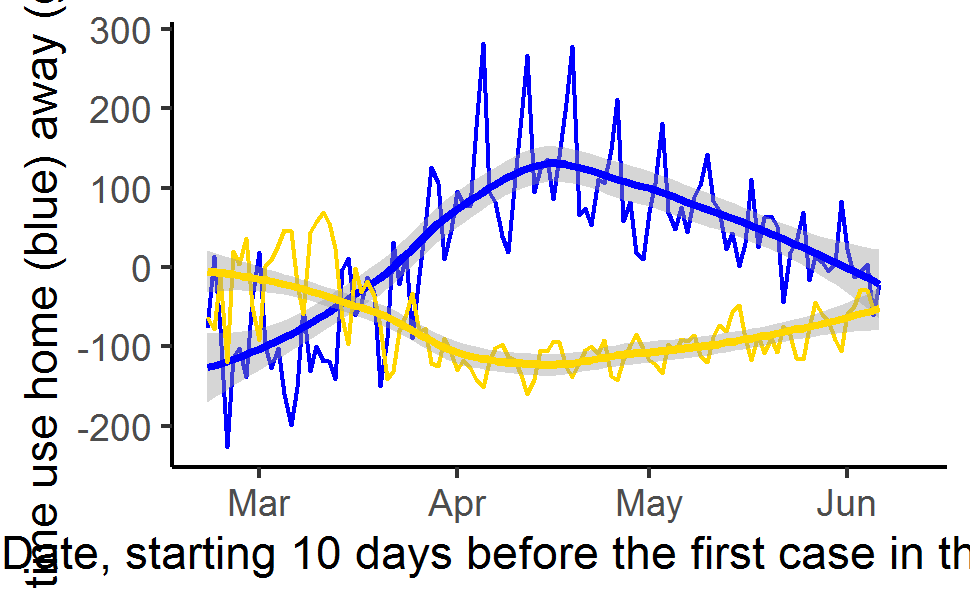 time use home (blue) away (
300
200
100
0
-100
-200
Mar Apr May Jun
Date, starting 10 days before the first case in th